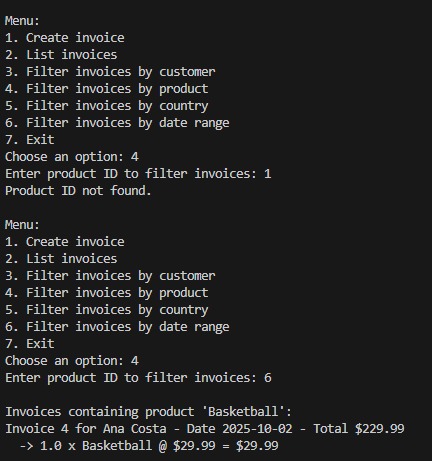 Menu:
1. Create invoice
2. List invoices
3. Filter invoices by customer
4. Filter invoices by product
5. Filter invoices by country
6. Filter invoices by date range
7. Exit
Choose an option: 4
Enter product ID to filter invoices: 1
Product ID not found.

Menu:
1. Create invoice
2. List invoices
3. Filter invoices by customer
4. Filter invoices by product
5. Filter invoices by country
6. Filter invoices by date range
7. Exit
Choose an option: 4
Enter product ID to filter invoices: 6

Invoices containing product 'Basketball':
Invoice 4 for Ana Costa - Date 2025-10-02 - Total $229.99
  -> 1.0 x Basketball @ $29.99 = $29.99